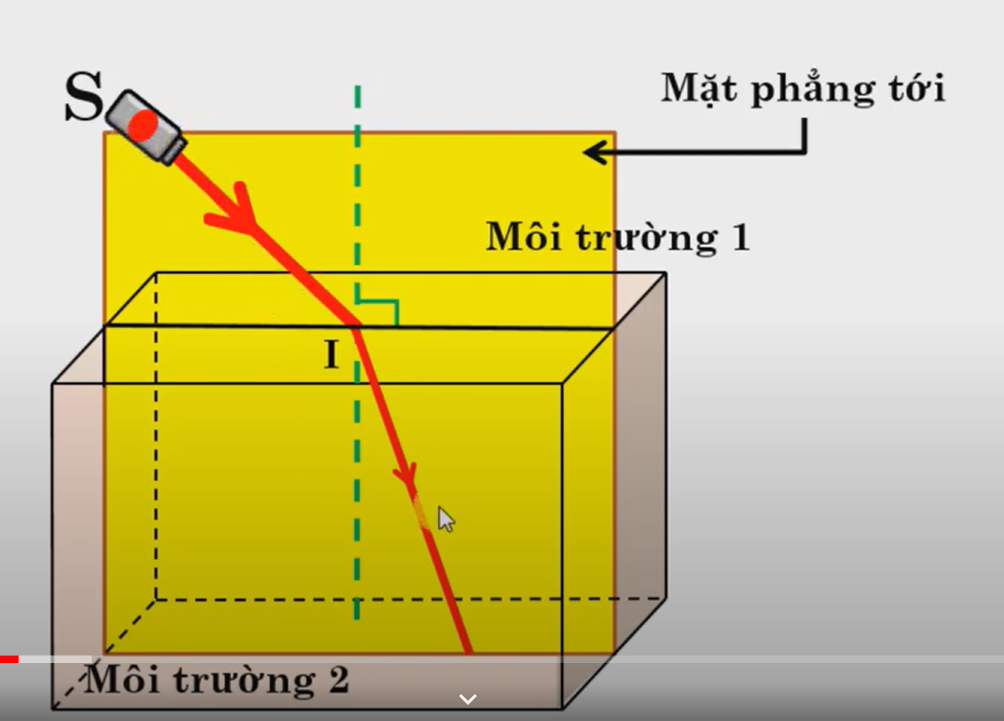 S
Mặt phẳng tới
Môi trường 1
I
Môi trường 2